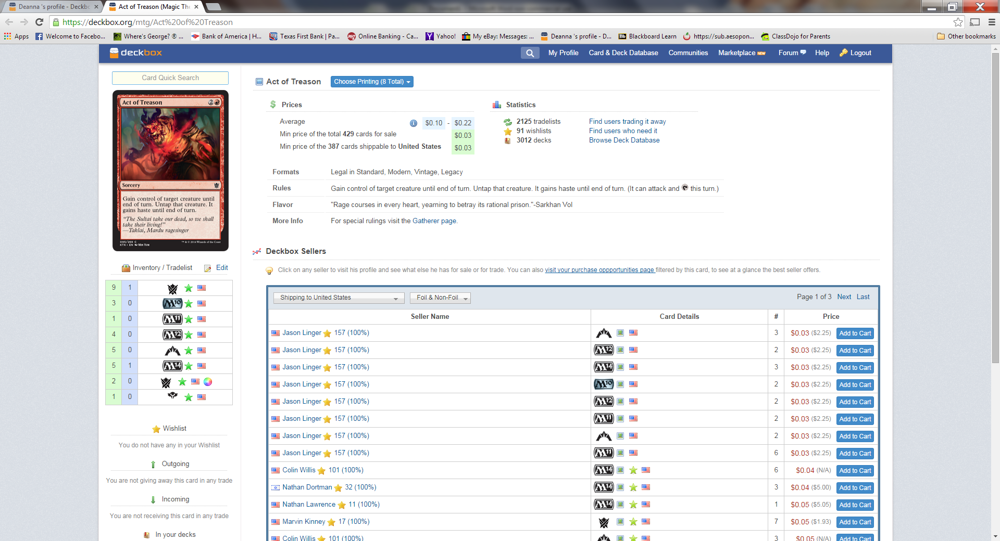 Deanna 's profile - Deckbo
Act of Treason (Magic The
https://deckbox.org/mtg/Act%20of%20Treason
Apps
Welcome to Facebo...
Where's George? ® ...
Bank of America | H...
Texas First Bank | Pa...
Online Banking - Ca...
Yahoo!
My eBay: Messages: ...
Deanna 's profile - D...
Blackboard Learn
https://sub.aesopon...
ClassDojo for Parents
Other bookmarks
deckbox
My Profile
Card & Deck Database
Communities
Marketplace NEW
Forum
Help
Logout
Card Quick Search
Act of Treason
2
Sorcery
Gain control of target creature until
end of turn. Untap that creature. It
gains haste until end of turn.
"The Sultai take our dead, so we shall
take their living!"
—Taklai, Mardu ragesinger
095/269 C
KTK • EN Min Yum
™ & © 2014 Wizards of the Coast
Inventory / Tradelist Edit
9 1
3 0 M10
1 0 M11
4 0 M12
5 0
5 1 M14
2 0
1 0
Wishlist
You do not have any in your Wishlist
Outgoing
You are not giving away this card in any trade
Incoming
You are not receiving this card in any trade
In your decks
Act of Treason
Choose Printing (8 Total)
Prices
Average $0.10 - $0.22
Min price of the total 429 cards for sale $0.03
Min price of the 387 cards shippable to United States $0.03
Statistics
2125 tradelists Find users trading it away
91 wishlists Find users who need it
3012 decks Browse Deck Database
Formats Legal in Standard, Modern, Vintage, Legacy
Rules Gain control of target creature until end of turn. Untap that creature. It gains haste until end of turn. (It can attack and this turn.)
Flavor "Rage courses in every heart, yearning to betray its rational prison."-Sarkhan Vol
More Info For special rulings visit the Gatherer page.
Deckbox Sellers
Click on any seller to visit his profile and see what else he has for sale or for trade. You can also visit your purchase oppportunities page filtered by this card, to see at a glance the best seller offers.
Shipping to United States
Foil & Non-Foil
Page 1 of 3 Next Last
Seller Name Card Details # Price
Jason Linger 157 (100%) 3 $0.03 ($2.25) Add to Cart
Jason Linger 157 (100%) M12 2 $0.03 ($2.25) Add to Cart
Jason Linger 157 (100%) M14 3 $0.03 ($2.25) Add to Cart
Jason Linger 157 (100%) M10 2 $0.03 ($2.25) Add to Cart
Jason Linger 157 (100%) M12 2 $0.03 ($2.25) Add to Cart
Jason Linger 157 (100%) M11 2 $0.03 ($2.25) Add to Cart
Jason Linger 157 (100%) 2 $0.03 ($2.25) Add to Cart
Jason Linger 157 (100%) M11 6 $0.03 ($2.25) Add to Cart
Colin Willis 101 (100%) M14 6 $0.04 (N/A) Add to Cart
Nathan Dortman 32 (100%) M14 3 $0.04 ($5.00) Add to Cart
Nathan Lawrence 11 (100%) M14 1 $0.05 ($5.05) Add to Cart
Marvin Kinney 17 (100%) 7 $0.05 ($1.93) Add to Cart
Colin Willis 101 (100%) 3 $0.05 (N/A) Add to Cart